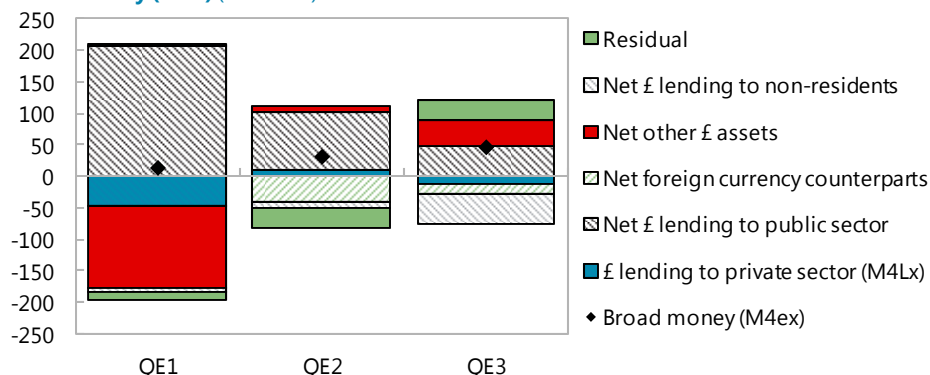 250
200
150
100
50
0
-50
-100
-150
-200
-250
QE1 QE2 QE3
Residual
Net £ lending to non-residents
Net other £ assets
Net foreign currency counterparts
Net £ lending to public sector
£ lending to private sector (M4Lx)
Broad money (M4ex)